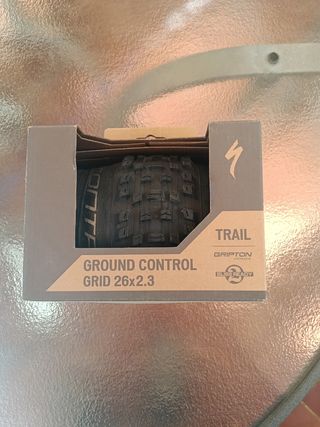 TRAIL
GROUND CONTROL
GRID 26x2.3
GRIPTON